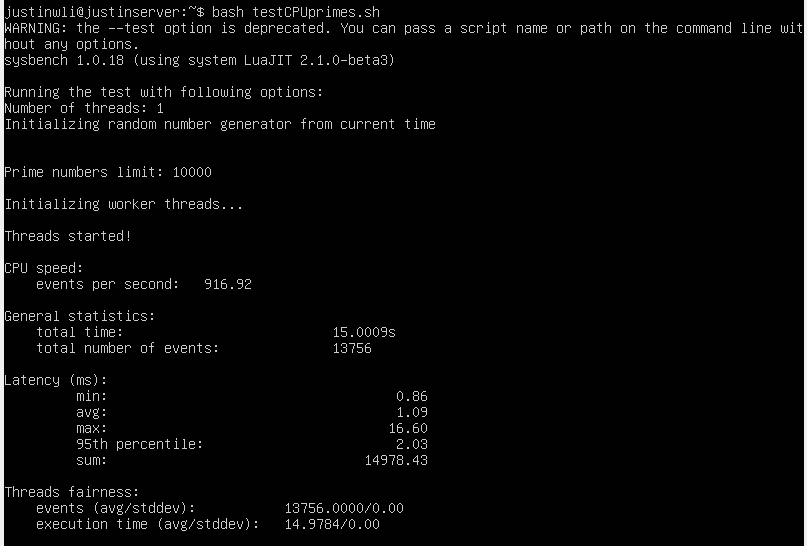 justinwli@justinserver:~$ bash testCPUprimes.sh
WARNING: the --test option is deprecated. You can pass a script name or path on the command line wit
hout any options.
sysbench 1.0.18 (using system LuaJIT 2.1.0-beta3)
Running the test with following options:
Number of threads: 1
Initializing random number generator from current time
Prime numbers limit: 10000
Initializing worker threads...
Threads started!
CPU speed:
    events per second:   916.92
General statistics:
    total time:                          15.0009s
    total number of events:              13756
Latency (ms):
         min:                                    0.86
         avg:                                    1.09
         max:                                   16.60
         95th percentile:                        2.03
         sum:                                14978.43
Threads fairness:
    events (avg/stddev):           13756.0000/0.00
    execution time (avg/stddev):   14.9784/0.00